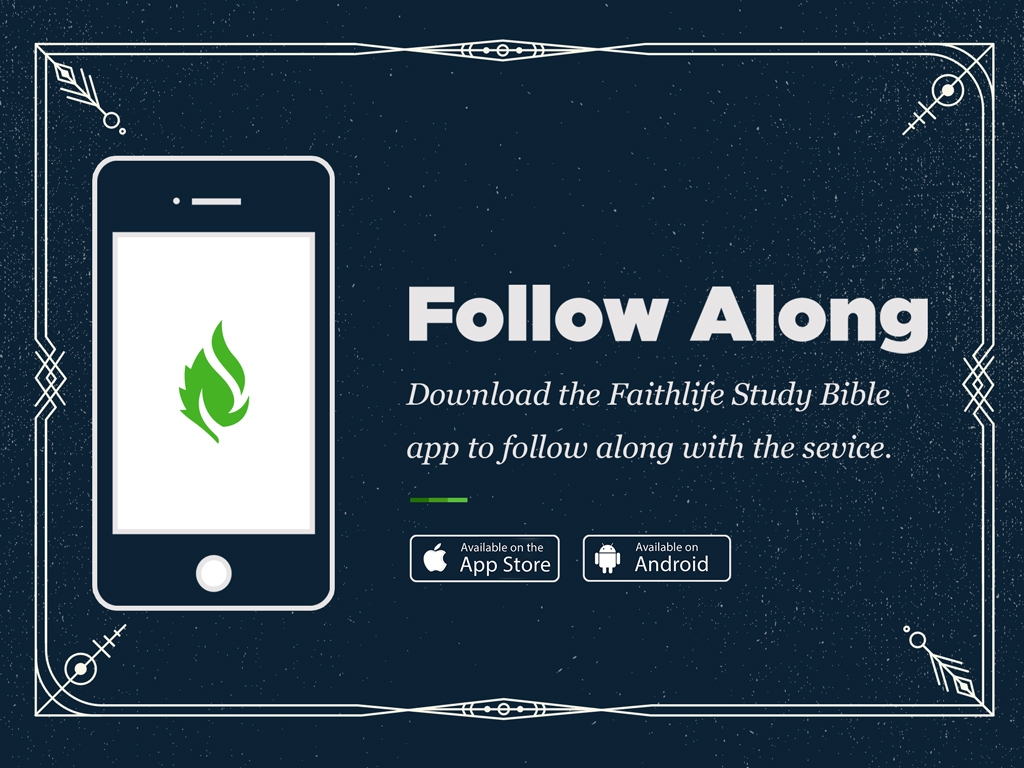 Follow Along
Download the Faithlife Study Bible
app to follow along with the sevice.
Available on the
App Store
Available on
Android